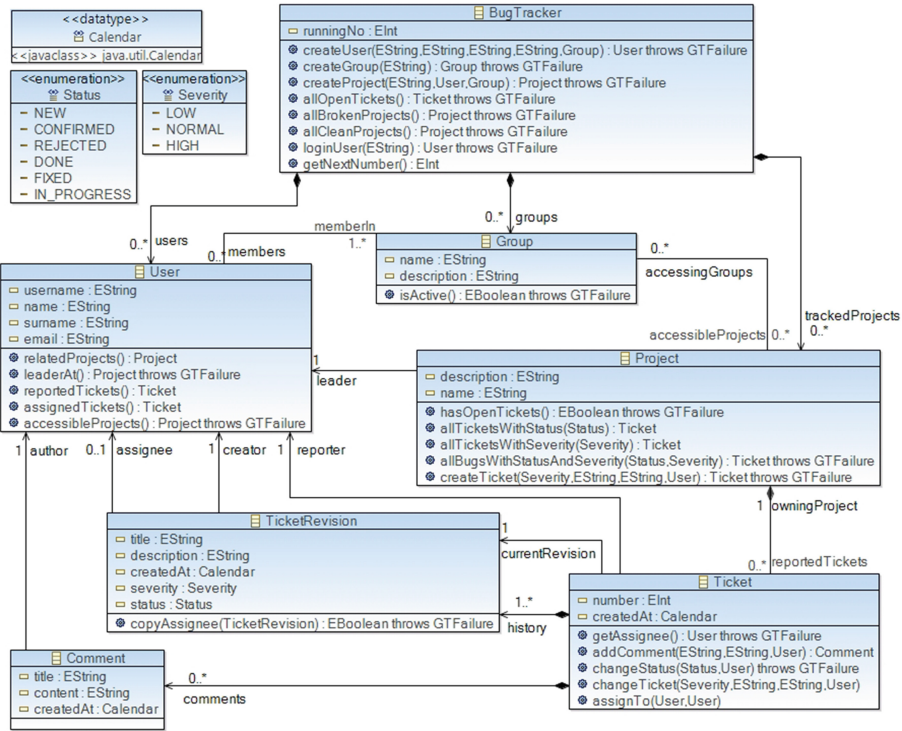 <<datatype>>
Calendar
<<javaclass>> java.util.Calendar
<<enumeration>>
Status
NEW
CONFIRMED
REJECTED
DONE
FIXED
IN_PROGRESS
<<enumeration>>
Severity
LOW
NORMAL
HIGH
BugTracker
runningNo : EInt
createUser(EString,EString,EString,EString,Group) : User throws GTFailure
createGroup(EString) : Group throws GTFailure
createProject(EString,User,Group) : Project throws GTFailure
allOpenTickets() : Ticket throws GTFailure
allBrokenProjects() : Project throws GTFailure
allCleanProjects() : Project throws GTFailure
loginUser(EString) : User throws GTFailure
getNextNumber() : EInt
0..* users
0..* groups
trackedProjects
0..*
memberIn
1..*
0..* members
0..*
accessingGroups
accessibleProjects 0..*
Group
name : EString
description : EString
isActive() : EBoolean throws GTFailure
User
username : EString
name : EString
surname : EString
email : EString
relatedProjects() : Project
leaderAt() : Project throws GTFailure
reportedTickets() : Ticket
assignedTickets() : Ticket
accessibleProjects() : Project throws GTFailure
1
leader
Project
description : EString
name : EString
hasOpenTickets() : EBoolean throws GTFailure
allTicketsWithStatus(Status) : Ticket
allTicketsWithSeverity(Severity) : Ticket
allBugsWithStatusAndSeverity(Status,Severity) : Ticket throws GTFailure
createTicket(Severity,EString,EString,User) : Ticket throws GTFailure
1 author
0..1 assignee
1 creator
1 reporter
1 owningProject
0..* reportedTickets
TicketRevision
title : EString
description : EString
createdAt : Calendar
severity : Severity
status : Status
copyAssignee(TicketRevision) : EBoolean throws GTFailure
1
currentRevision
1..*
history
Ticket
number : EInt
createdAt : Calendar
getAssignee() : User throws GTFailure
addComment(EString,EString,User) : Comment
changeStatus(Status,User) throws GTFailure
changeTicket(Severity,EString,EString,User)
assignTo(User,User)
Comment
title : EString
content : EString
createdAt : Calendar
0..*
comments